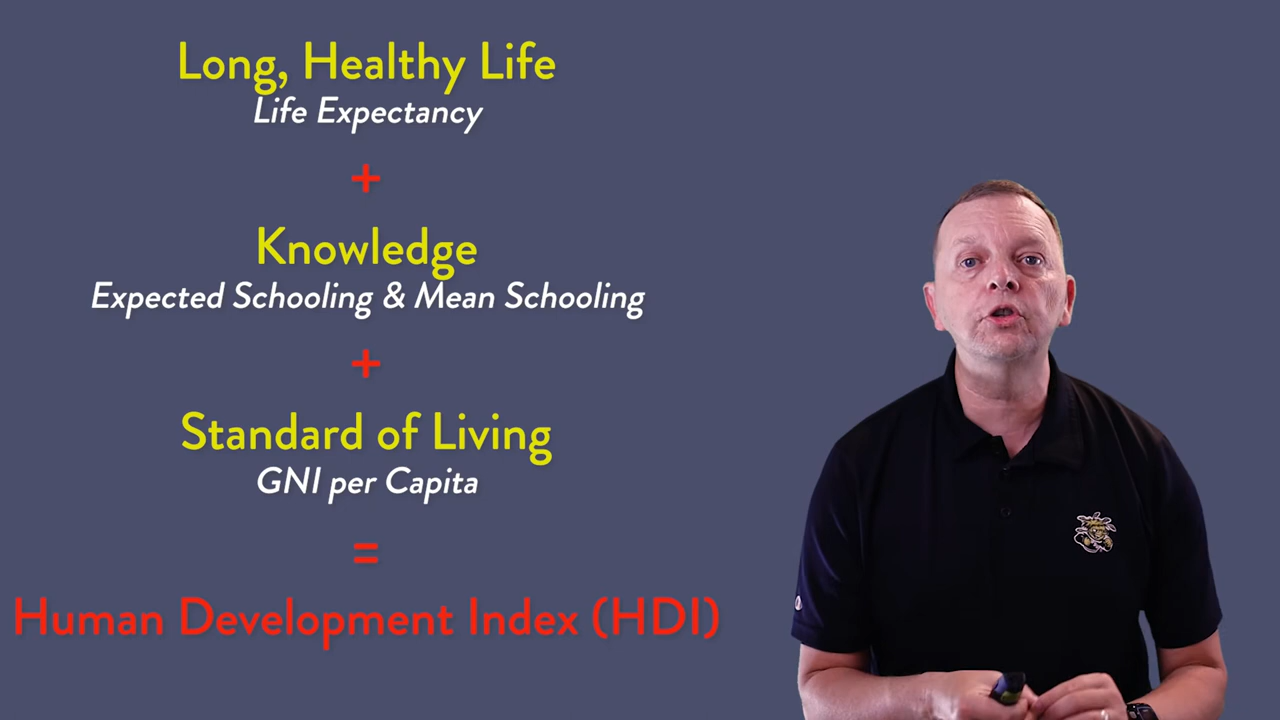 Long, Healthy Life
Life Expectancy
+
Knowledge
Expected Schooling & Mean Schooling
+
Standard of Living
GNI per Capita
=
Human Development Index (HDI)